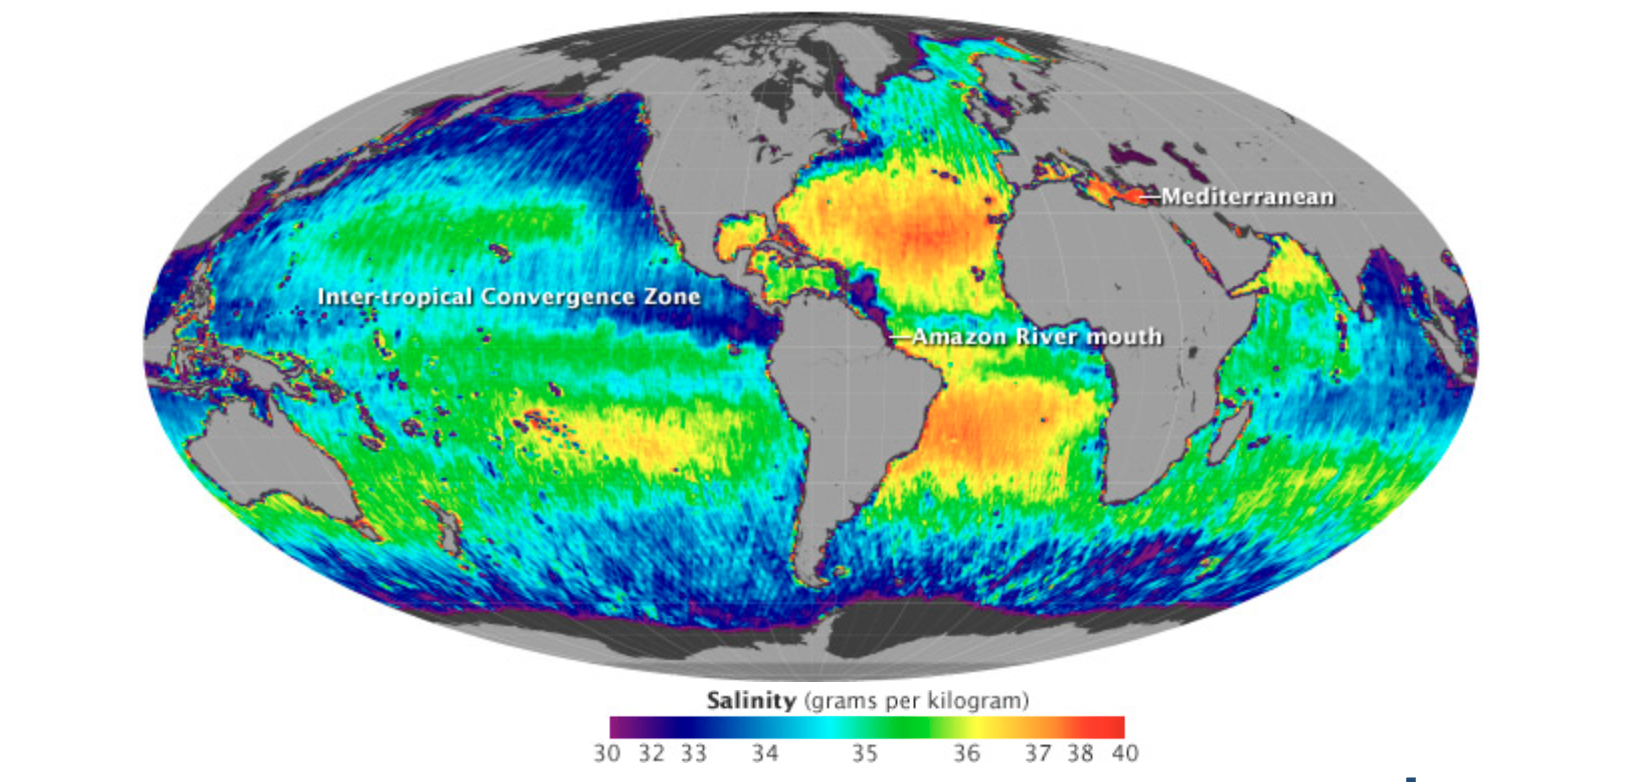 Mediterranean
Inter-tropical Convergence Zone
Amazon River mouth
Salinity (grams per kilogram)
30 32 33 34 35 36 37 38 40